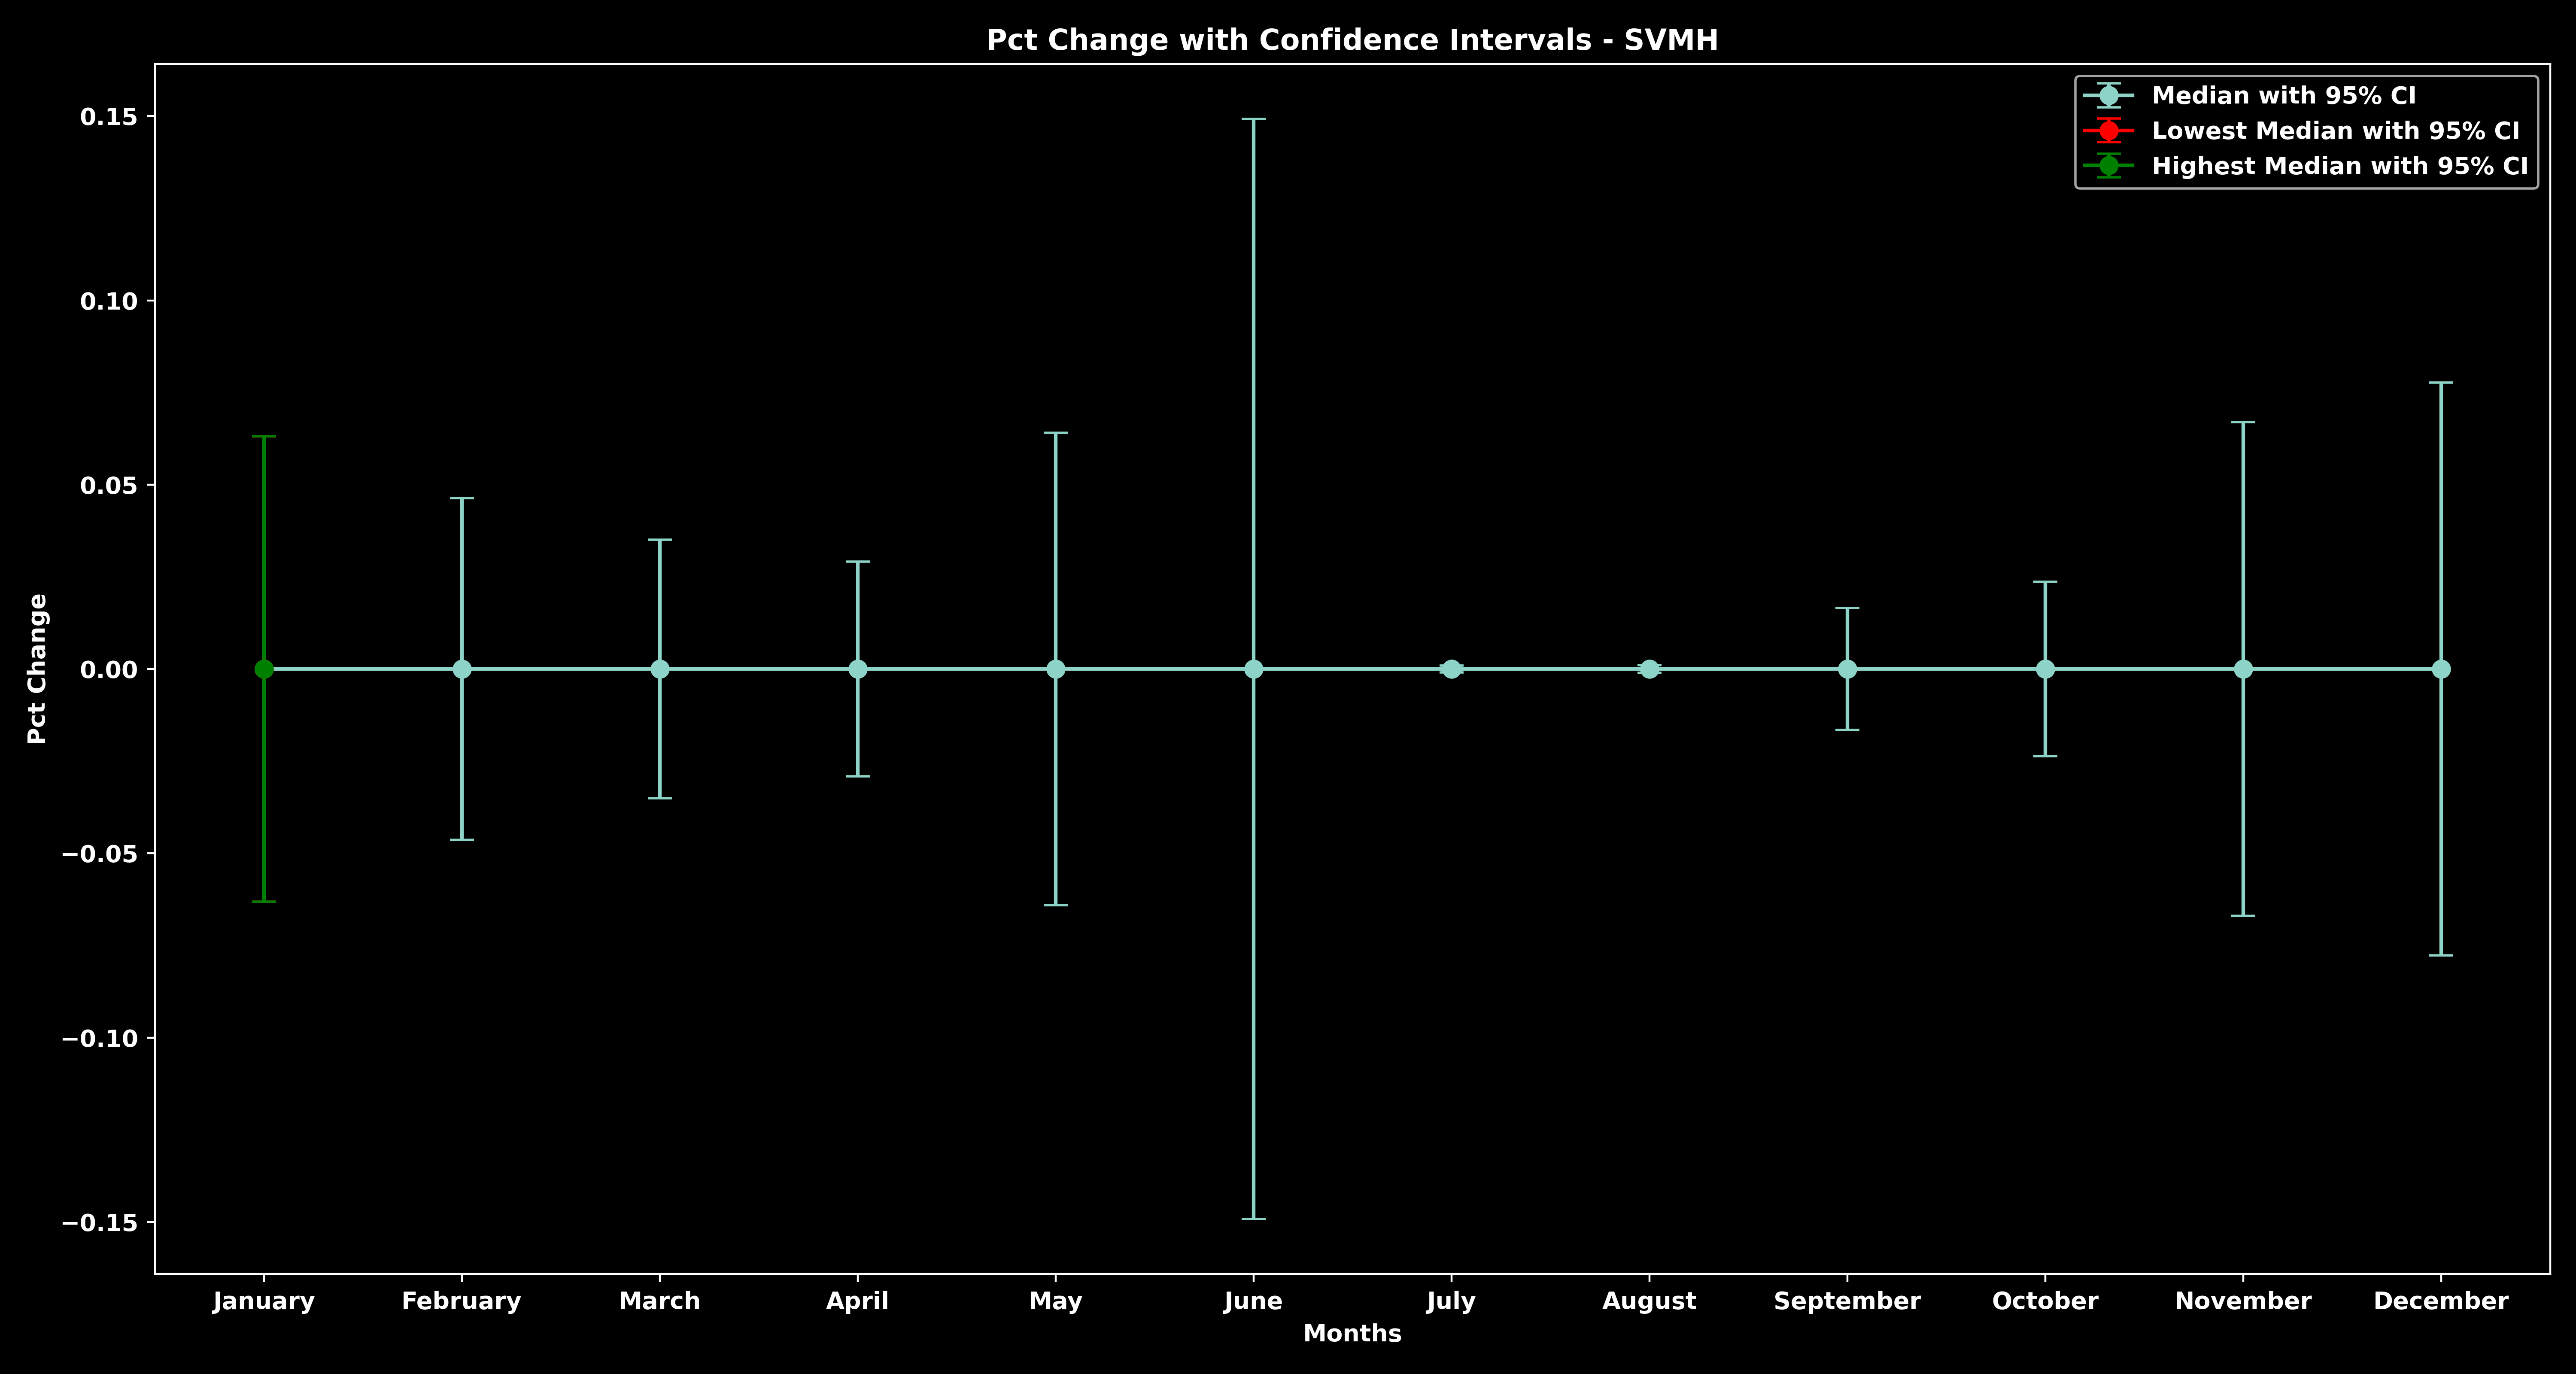 Pct Change with Confidence Intervals - SVMH
Median with 95% CI
Lowest Median with 95% CI
Highest Median with 95% CI
0.15
0.10
0.05
0.00
−0.05
−0.10
−0.15
Pct Change
January February March April May June July August September October November December
Months